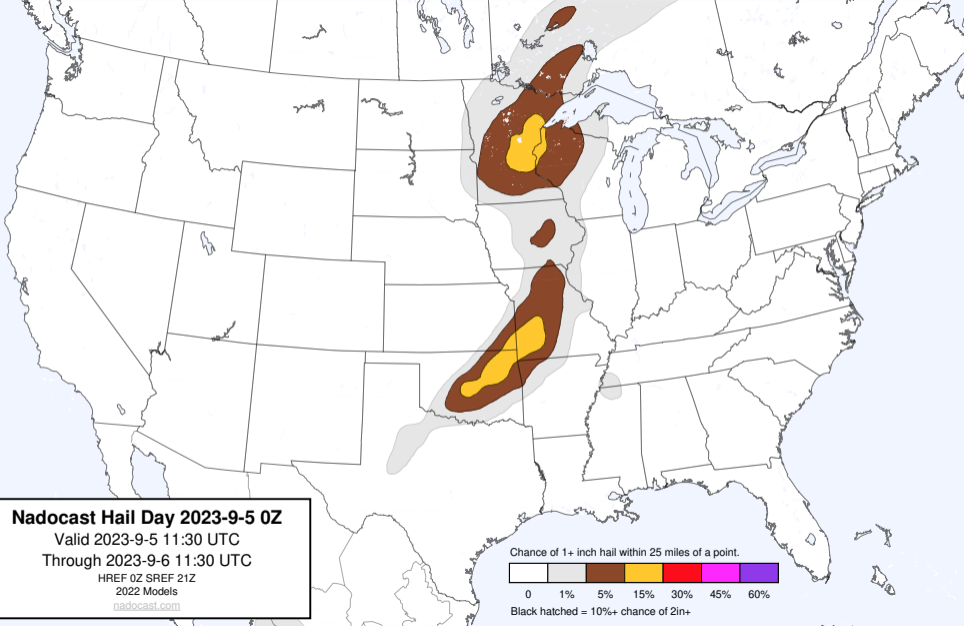 Nadocast Hail Day 2023-9-5 0Z
Valid 2023-9-5 11:30 UTC
Through 2023-9-6 11:30 UTC
HREF 0Z SREF 21Z
2022 Models
nadocast.com
Chance of 1+ inch hail within 25 miles of a point.
0 1% 5% 15% 30% 45% 60%
Black hatched = 10%+ chance of 2in+